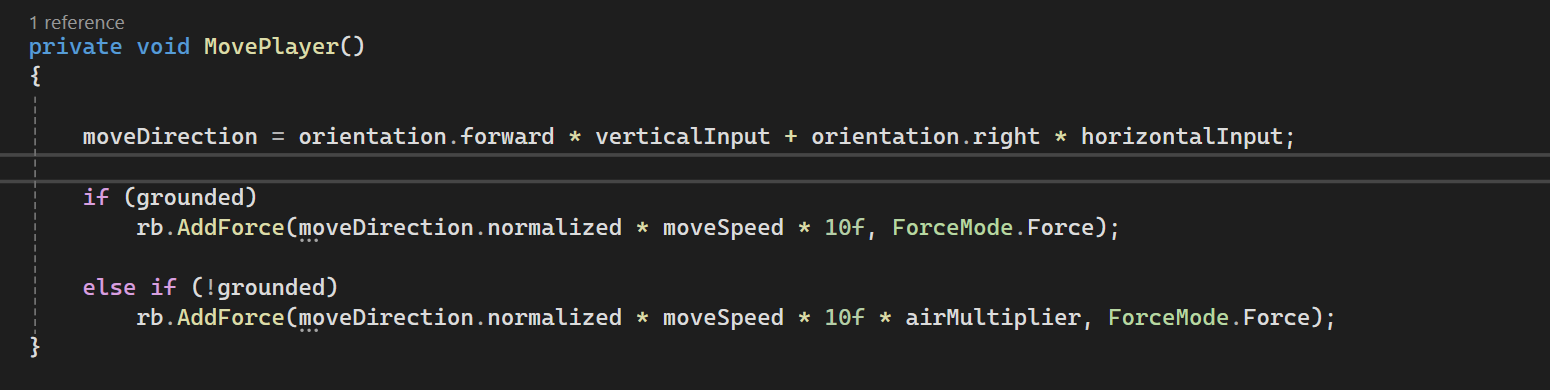 1 reference
private void MovePlayer()
{
moveDirection = orientation.forward * verticalInput + orientation.right * horizontalInput;
if (grounded)
rb.AddForce(moveDirection.normalized * moveSpeed * 10f, ForceMode.Force);
else if (!grounded)
rb.AddForce(moveDirection.normalized * moveSpeed * 10f * airMultiplier, ForceMode.Force);
}